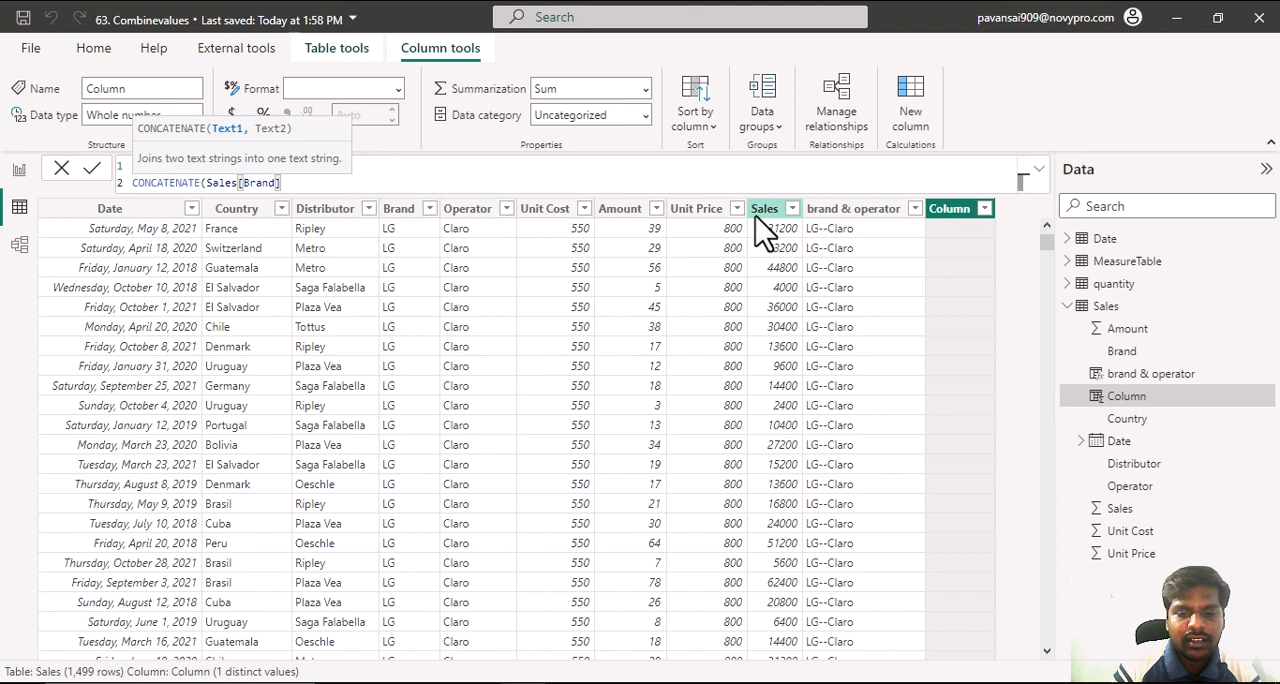 63. Combinevalues • Last saved: Today at 1:58 PM
Search
pavansai909@novypro.com
File Home Help External tools Table tools Column tools
Name Column
Format
Summarization Sum
Sort by column
Data groups
Manage relationships
New column
Data type Whole number
$ % Auto
Data category Uncategorized
Structure Properties Sort Groups Relationships Calculations
CONCATENATE(Text1, Text2)
Joins two text strings into one text string.
1
2 CONCATENATE(Sales[Brand]
Date Country Distributor Brand Operator Unit Cost Amount Unit Price Sales brand & operator Column
Saturday, May 8, 2021 France Ripley LG Claro 550 39 800 31200 LG--Claro
Saturday, April 18, 2020 Switzerland Metro LG Claro 550 29 800 23200 LG--Claro
Friday, January 12, 2018 Guatemala Metro LG Claro 550 56 800 44800 LG--Claro
Wednesday, October 10, 2018 El Salvador Saga Falabella LG Claro 550 5 800 4000 LG--Claro
Friday, October 1, 2021 El Salvador Plaza Vea LG Claro 550 45 800 36000 LG--Claro
Monday, April 20, 2020 Chile Tottus LG Claro 550 38 800 30400 LG--Claro
Friday, October 8, 2021 Denmark Ripley LG Claro 550 17 800 13600 LG--Claro
Friday, January 31, 2020 Uruguay Plaza Vea LG Claro 550 12 800 9600 LG--Claro
Saturday, September 25, 2021 Germany Saga Falabella LG Claro 550 18 800 14400 LG--Claro
Sunday, October 4, 2020 Uruguay Ripley LG Claro 550 3 800 2400 LG--Claro
Saturday, January 12, 2019 Portugal Saga Falabella LG Claro 550 13 800 10400 LG--Claro
Monday, March 23, 2020 Bolivia Plaza Vea LG Claro 550 34 800 27200 LG--Claro
Tuesday, March 23, 2021 El Salvador Saga Falabella LG Claro 550 19 800 15200 LG--Claro
Thursday, August 8, 2019 Denmark Oeschle LG Claro 550 17 800 13600 LG--Claro
Thursday, May 9, 2019 Brasil Ripley LG Claro 550 21 800 16800 LG--Claro
Tuesday, July 10, 2018 Cuba Plaza Vea LG Claro 550 30 800 24000 LG--Claro
Friday, April 20, 2018 Peru Oeschle LG Claro 550 64 800 51200 LG--Claro
Thursday, October 28, 2021 Brasil Ripley LG Claro 550 7 800 5600 LG--Claro
Friday, September 3, 2021 Brasil Plaza Vea LG Claro 550 78 800 62400 LG--Claro
Sunday, August 12, 2018 Cuba Plaza Vea LG Claro 550 26 800 20800 LG--Claro
Saturday, June 1, 2019 Uruguay Plaza Vea LG Claro 550 8 800 6400 LG--Claro
Tuesday, March 16, 2021 Guatemala Oeschle LG Claro 550 18 800 14400 LG--Claro
Data
Search
Date
MeasureTable
quantity
Sales
Amount
Brand
brand & operator
Column
Country
Date
Distributor
Operator
Sales
Unit Cost
Unit Price
Table: Sales (1,499 rows) Column: Column (1 distinct values)